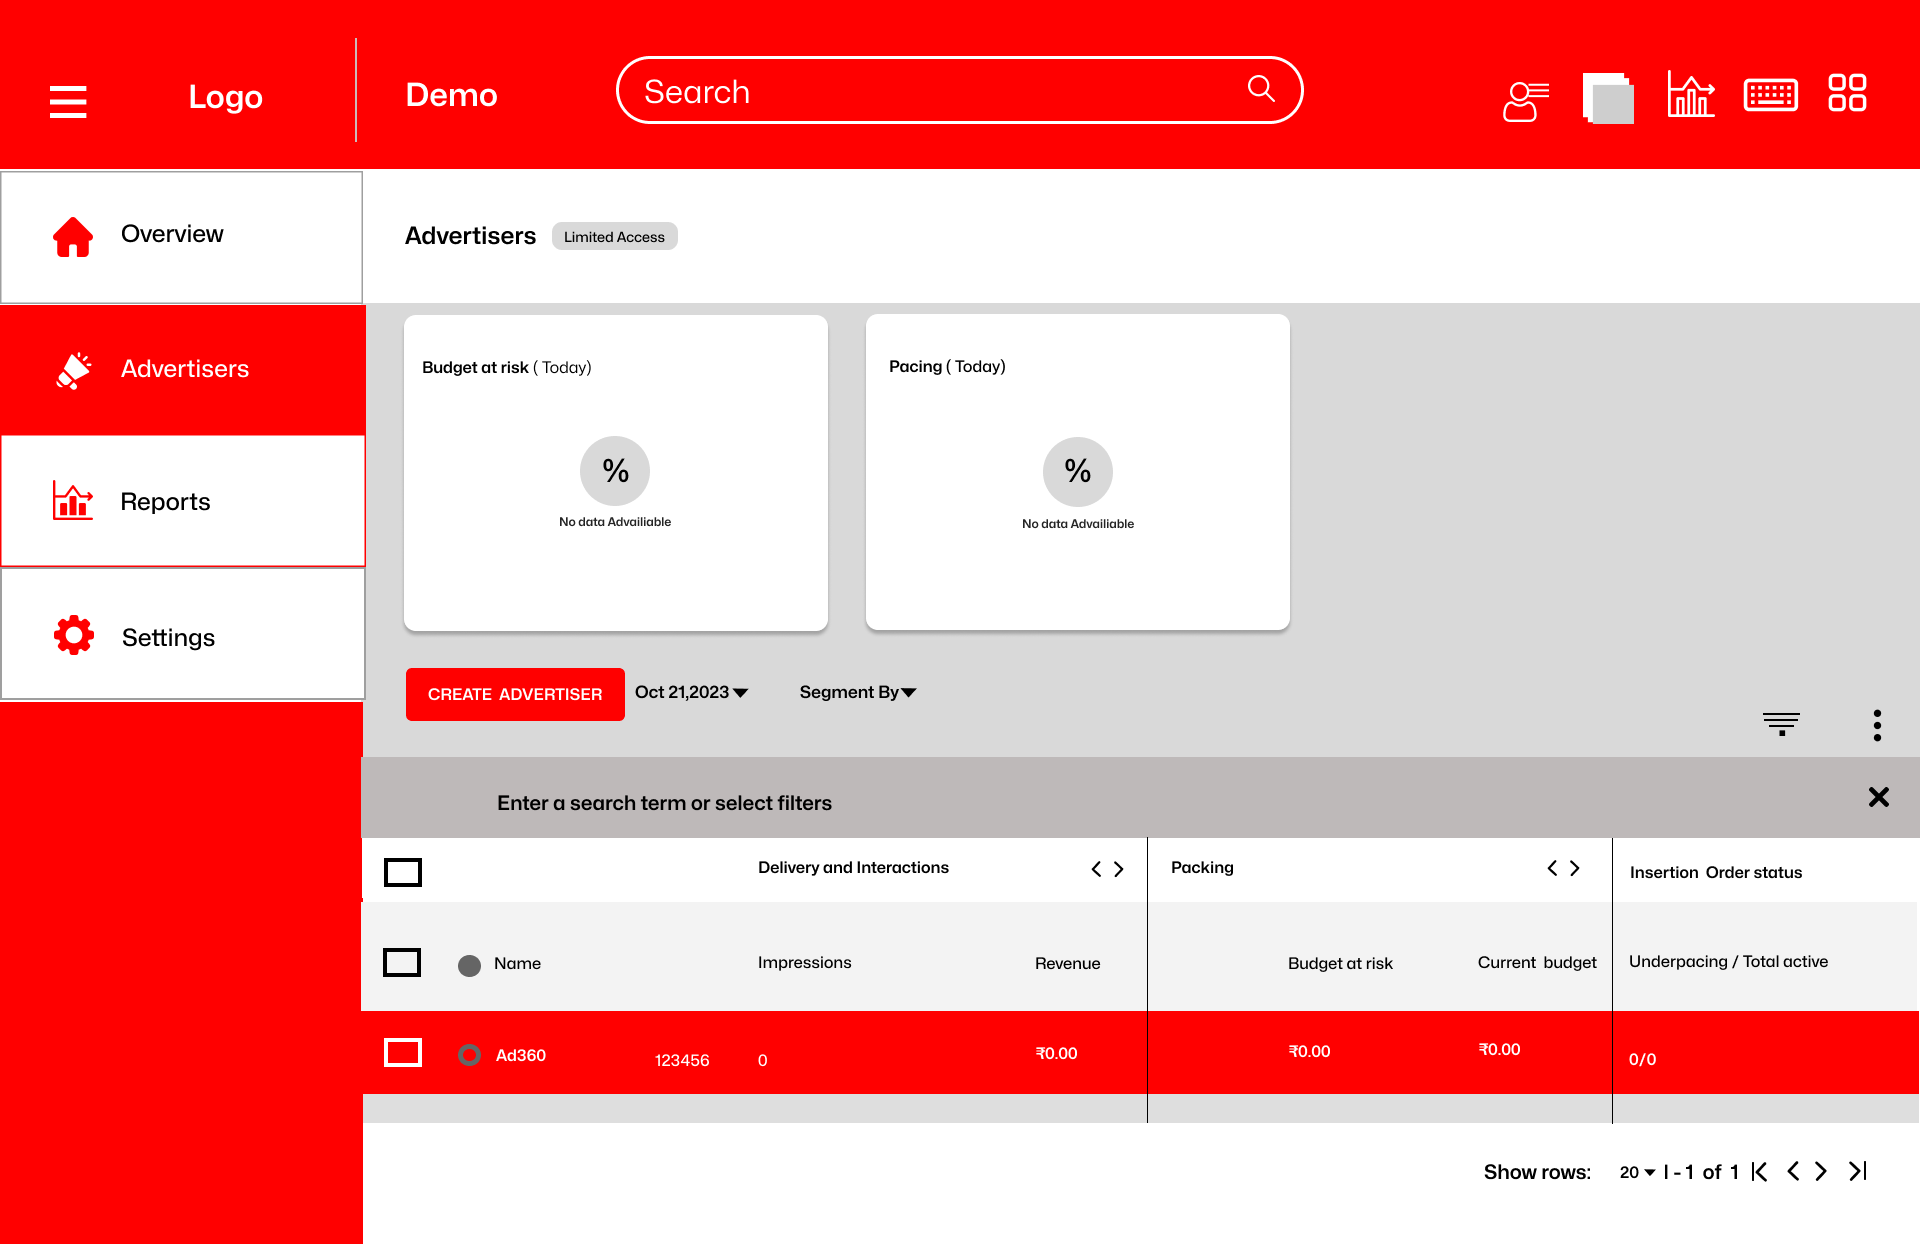 Logo
Demo
Search
Overview
Advertisers
Reports
Settings
Advertisers
Limited Access
Budget at risk ( Today)
%
No data Advailiable
Pacing ( Today)
%
No data Advailiable
CREATE ADVERTISER
Oct 21,2023
Segment By
Enter a search term or select filters
Delivery and Interactions
Packing
Insertion Order status
Name
Impressions
Revenue
Budget at risk
Current budget
Underpacing / Total active
Ad360
123456
0
₹0.00
₹0.00
₹0.00
0/0
Show rows:
20
I - 1 of 1